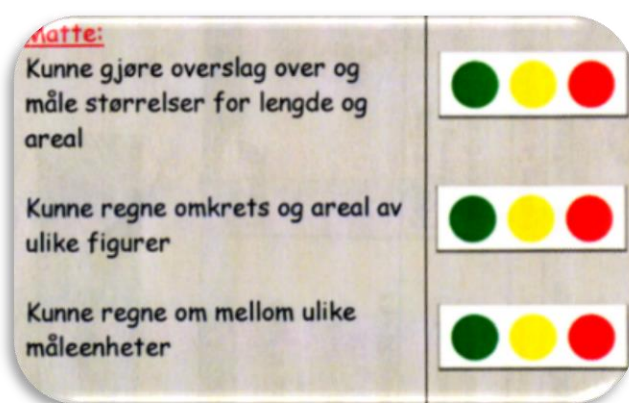 Matte:
Kunne gjøre overslag over og
måle størrelser for lengde og
areal
Kunne regne omkrets og areal av
ulike figurer
Kunne regne om mellom ulike
måleenheter